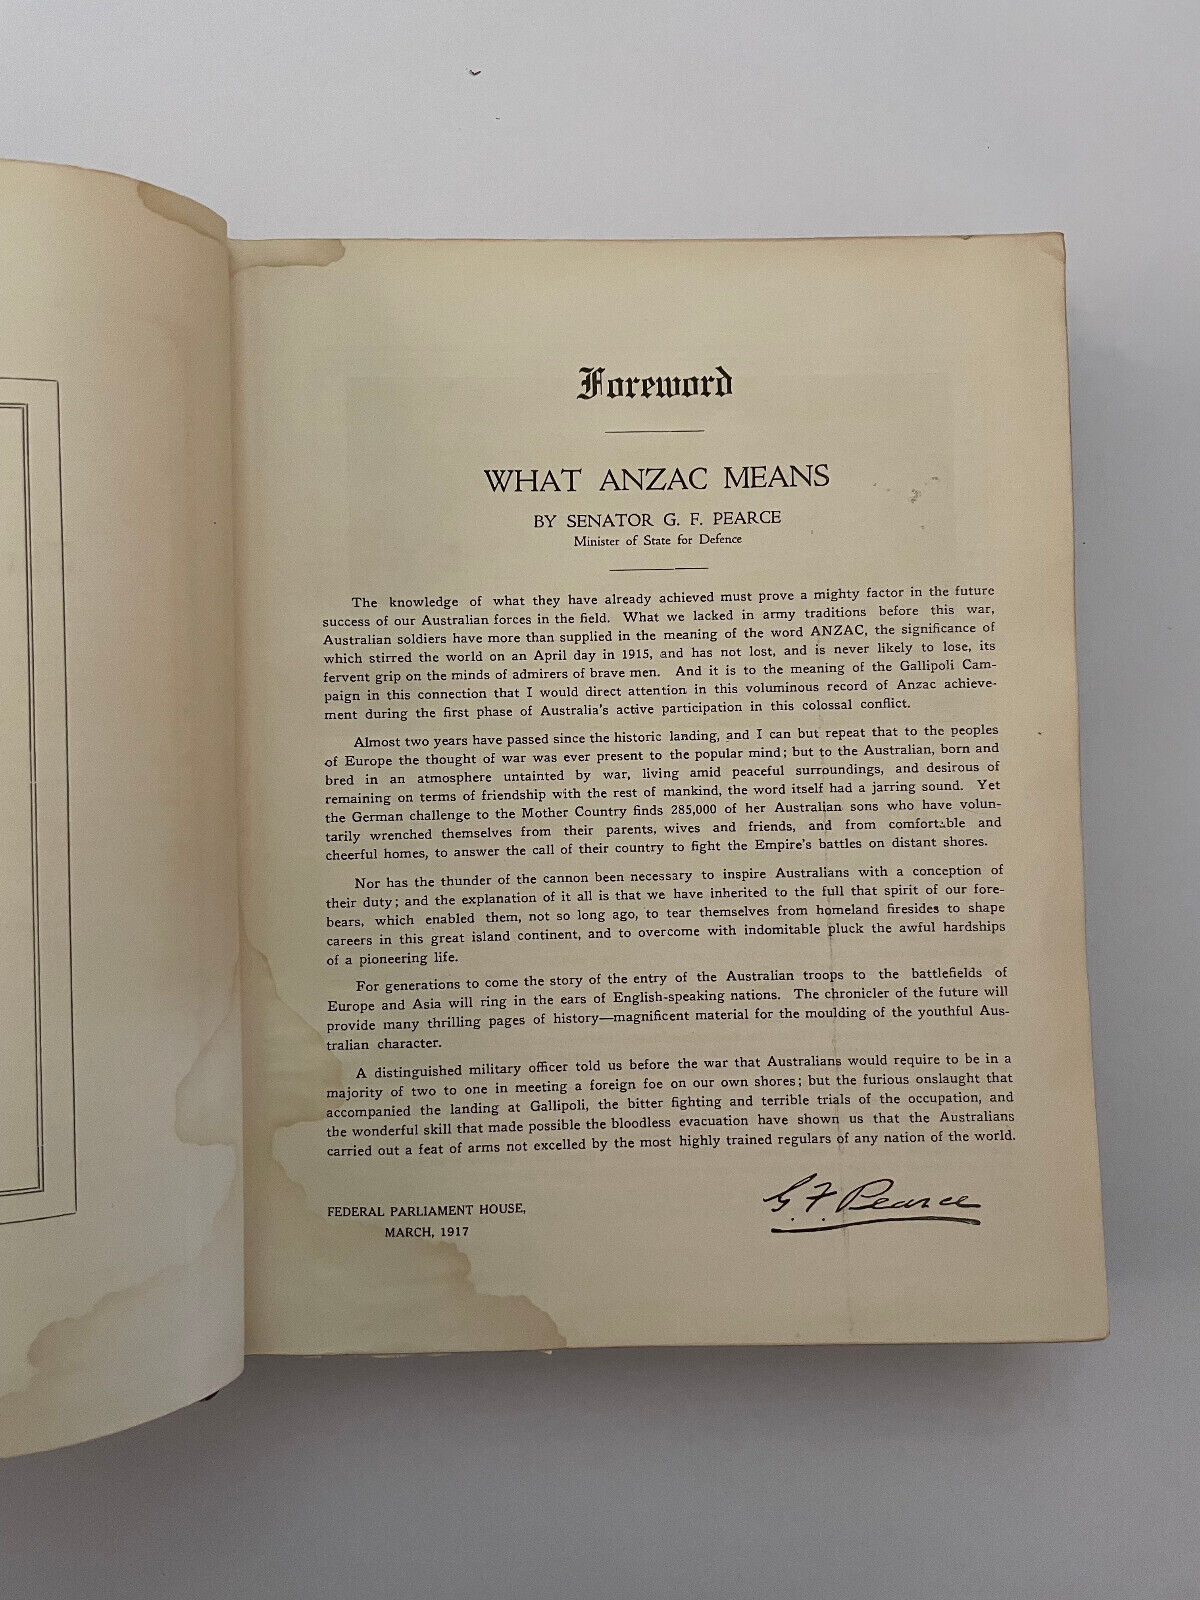 Foreword
WHAT ANZAC MEANS
BY SENATOR G. F. PEARCE
Minister of State for Defence
The knowledge of what they have already achieved must prove a mighty factor in the future
success of our Australian forces in the field. What we lacked in army traditions before this war,
Australian soldiers have more than supplied in the meaning of the word ANZAC, the significance of
which stirred the world on an April day in 1915, and has not lost, and is never likely to lose, its
fervent grip on the minds of admirers of brave men. And it is to the meaning of the Gallipoli Cam-
paign in this connection that I would direct attention in this voluminous record of Anzac achieve-
ment during the first phase of Australia's active participation in this colossal conflict.
Almost two years have passed since the historic landing, and I can but repeat that to the peoples
of Europe the thought of war was ever present to the popular mind; but to the Australian, born and
bred in an atmosphere untainted by war, living amid peaceful surroundings, and desirous of
remaining on terms of friendship with the rest of mankind, the word itself had a jarring sound. Yet
the German challenge to the Mother Country finds 285,000 of her Australian sons who have volun-
tarily wrenched themselves from their parents, wives and friends, and from comfortable and
cheerful homes, to answer the call of their country to fight the Empire's battles on distant shores.
Nor has the thunder of the cannon been necessary to inspire Australians with a conception of
their duty; and the explanation of it all is that we have inherited to the full that spirit of our fore-
bears, which enabled them, not so long ago, to tear themselves from homeland firesides to shape
careers in this great island continent, and to overcome with indomitable pluck the awful hardships
of a pioneering life.
For generations to come the story of the entry of the Australian troops to the battlefields of
Europe and Asia will ring in the ears of English-speaking nations. The chronicler of the future will
provide many thrilling pages of history—magnificent material for the moulding of the youthful Aus-
tralian character.
A distinguished military officer told us before the war that Australians would require to be in a
majority of two to one in meeting a foreign foe on our own shores; but the furious onslaught that
accompanied the landing at Gallipoli, the bitter fighting and terrible trials of the occupation, and
the wonderful skill that made possible the bloodless evacuation have shown us that the Australians
carried out a feat of arms not excelled by the most highly trained regulars of any nation of the world.
G. F. Pearce
FEDERAL PARLIAMENT HOUSE,
MARCH, 1917